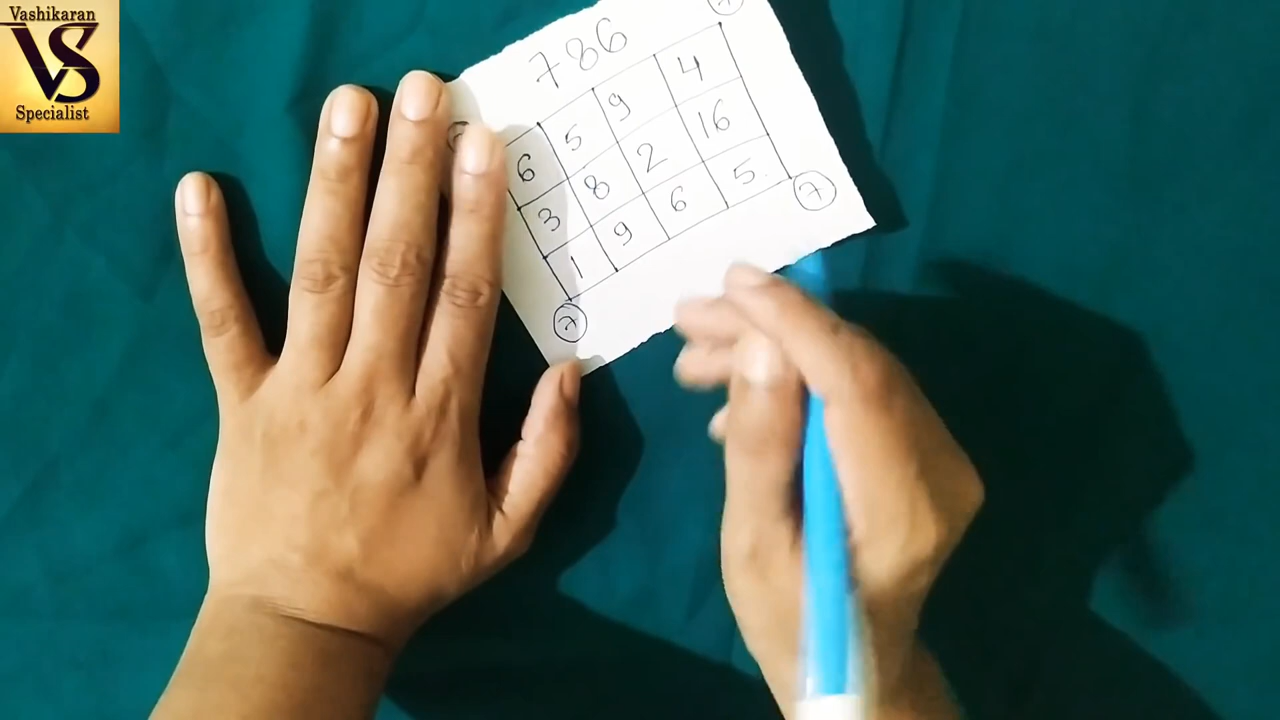 Vashikaran
VS
Specialist
786
6 5 9 4
3 8 2 16
1 9 6 5
7 7